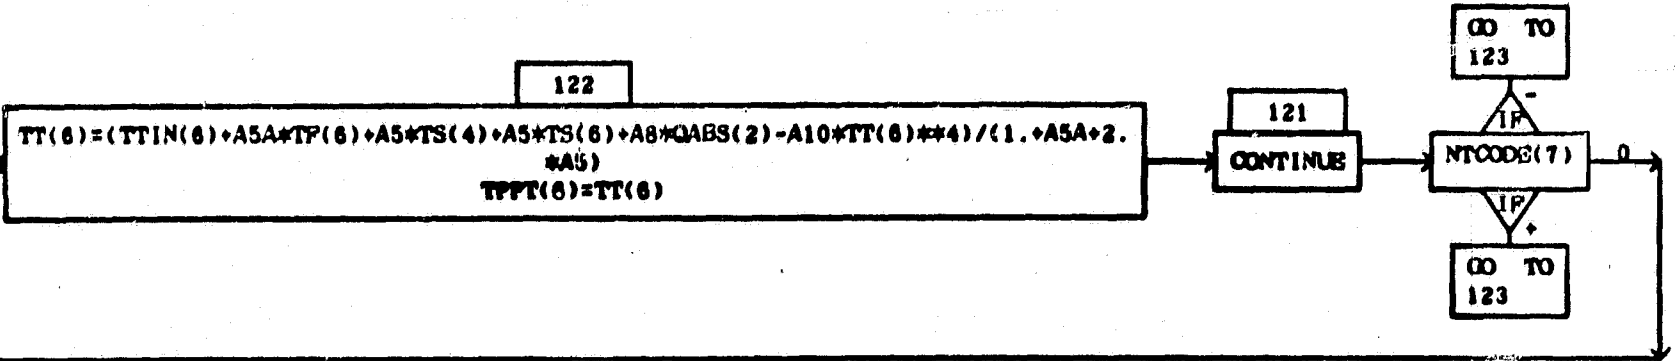 122
TT(6)=(TTIN(6)+A5A*TP(6)+A5*TS(4)+A5*TS(6)+A8*QABS(2)-A10*TT(6)**4)/(1.+A5A+2.
*A5)
TPPT(6)=TT(6)
121
CONTINUE
GO TO
123
-
IF
NTCODE(7)
0
IF
+
GO TO
123